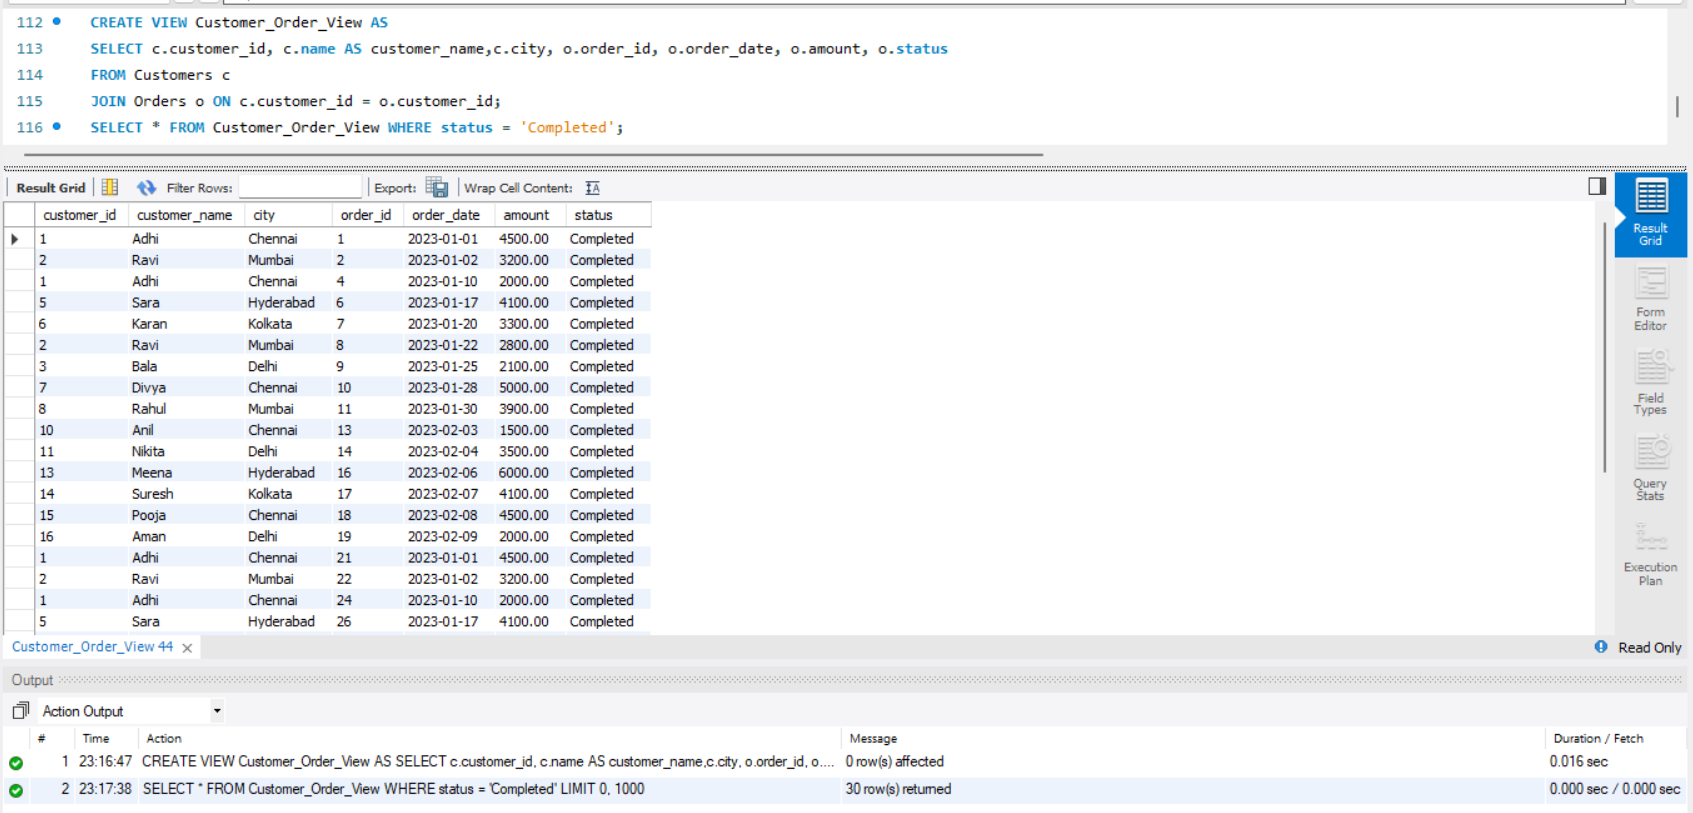 112 CREATE VIEW Customer_Order_View AS
113 SELECT c.customer_id, c.name AS customer_name,c.city, o.order_id, o.order_date, o.amount, o.status
114 FROM Customers c
115 JOIN Orders o ON c.customer_id = o.customer_id;
116 SELECT * FROM Customer_Order_View WHERE status = 'Completed';
Result Grid Filter Rows: Export: Wrap Cell Content: IA
customer_id customer_name city order_id order_date amount status
1 Adhi Chennai 1 2023-01-01 4500.00 Completed
2 Ravi Mumbai 2 2023-01-02 3200.00 Completed
1 Adhi Chennai 4 2023-01-10 2000.00 Completed
5 Sara Hyderabad 6 2023-01-17 4100.00 Completed
6 Karan Kolkata 7 2023-01-20 3300.00 Completed
2 Ravi Mumbai 8 2023-01-22 2800.00 Completed
3 Bala Delhi 9 2023-01-25 2100.00 Completed
7 Divya Chennai 10 2023-01-28 5000.00 Completed
8 Rahul Mumbai 11 2023-01-30 3900.00 Completed
10 Anil Chennai 13 2023-02-03 1500.00 Completed
11 Nikita Delhi 14 2023-02-04 3500.00 Completed
13 Meena Hyderabad 16 2023-02-06 6000.00 Completed
14 Suresh Kolkata 17 2023-02-07 4100.00 Completed
15 Pooja Chennai 18 2023-02-08 4500.00 Completed
16 Aman Delhi 19 2023-02-09 2000.00 Completed
1 Adhi Chennai 21 2023-01-01 4500.00 Completed
2 Ravi Mumbai 22 2023-01-02 3200.00 Completed
1 Adhi Chennai 24 2023-01-10 2000.00 Completed
5 Sara Hyderabad 26 2023-01-17 4100.00 Completed
Result
Grid
Form
Editor
Field
Types
Query
Stats
Execution
Plan
Customer_Order_View 44 Read Only
Output
Action Output
# Time Action Message Duration / Fetch
1 23:16:47 CREATE VIEW Customer_Order_View AS SELECT c.customer_id, c.name AS customer_name,c.city, o.order_id, o.... 0 row(s) affected 0.016 sec
2 23:17:38 SELECT * FROM Customer_Order_View WHERE status = 'Completed' LIMIT 0, 1000 30 row(s) returned 0.000 sec / 0.000 sec